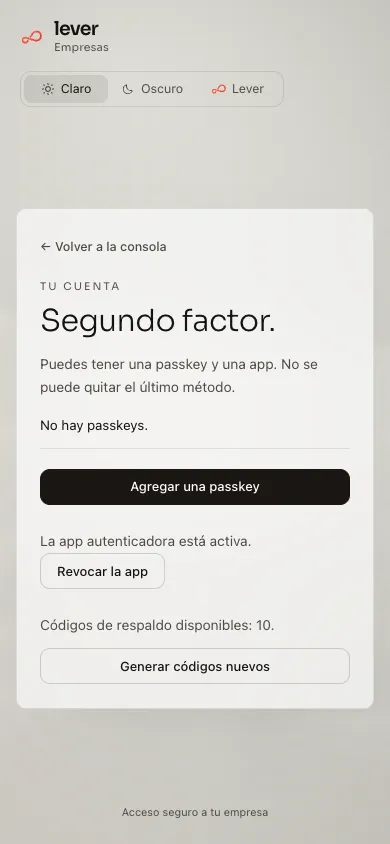 lever
Empresas
Claro
Oscuro
Lever
← Volver a la consola
TU CUENTA
Segundo factor.
Puedes tener una passkey y una app. No se
puede quitar el último método.
No hay passkeys.
Agregar una passkey
La app autenticadora está activa.
Revocar la app
Códigos de respaldo disponibles: 10.
Generar códigos nuevos
Acceso seguro a tu empresa